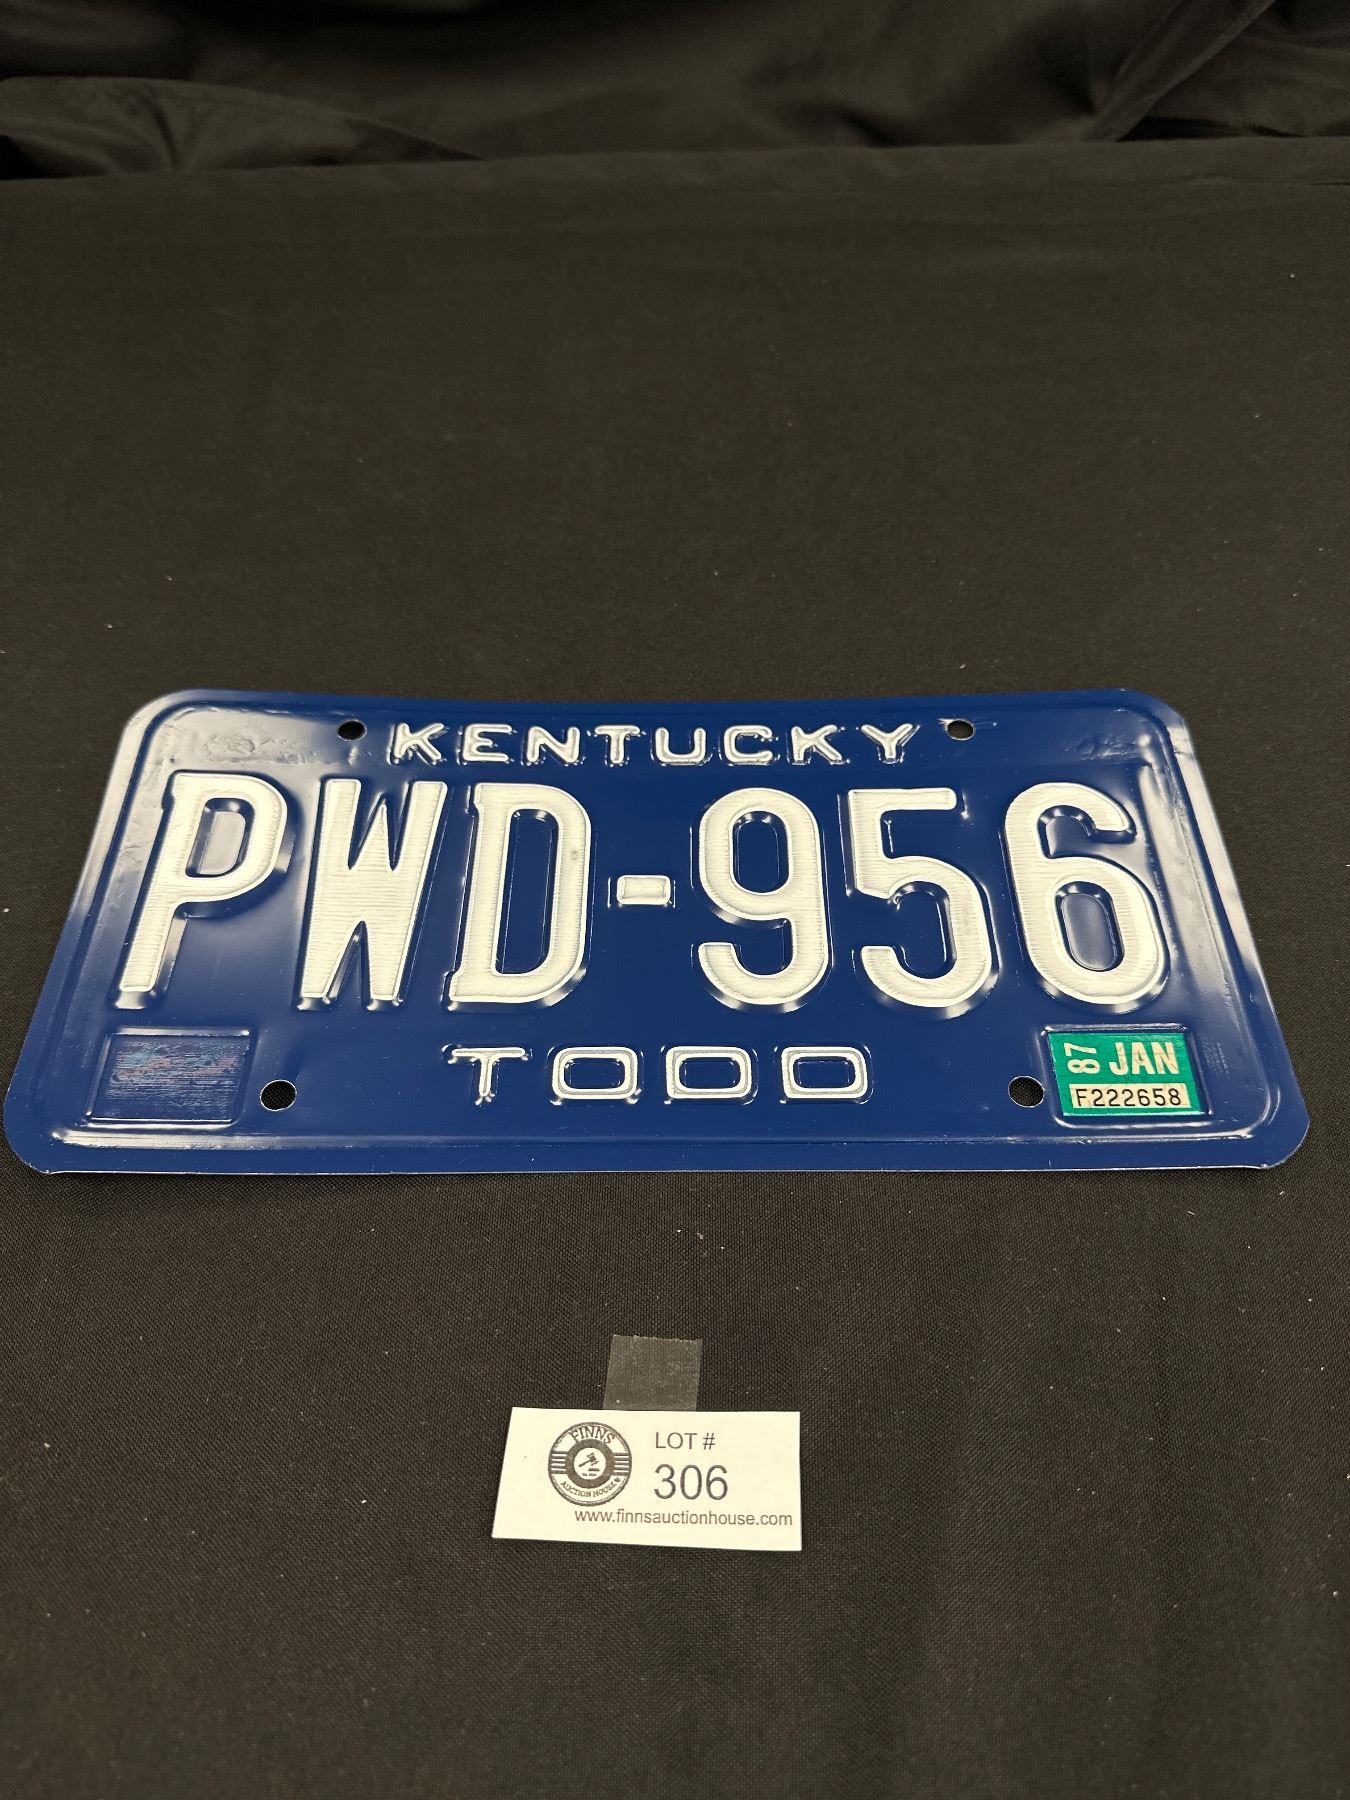 KENTUCKY
PWD-956
TODD
87 JAN
F222658
FINNS
AUCTION HOUSE
LOT #
306
www.finnsauctionhouse.com